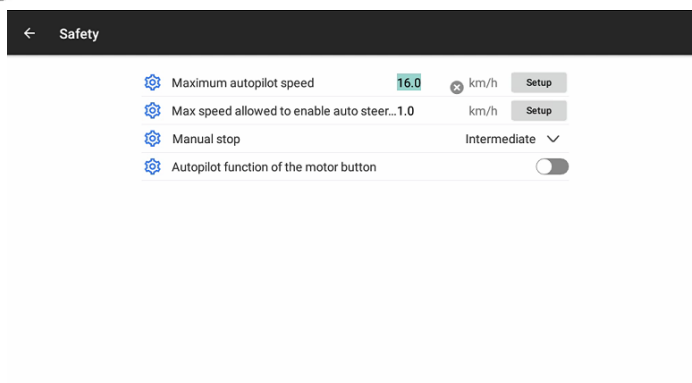 Safety
Maximum autopilot speed 16.0 km/h Setup
Max speed allowed to enable auto steer...1.0 km/h Setup
Manual stop Intermediate
Autopilot function of the motor button